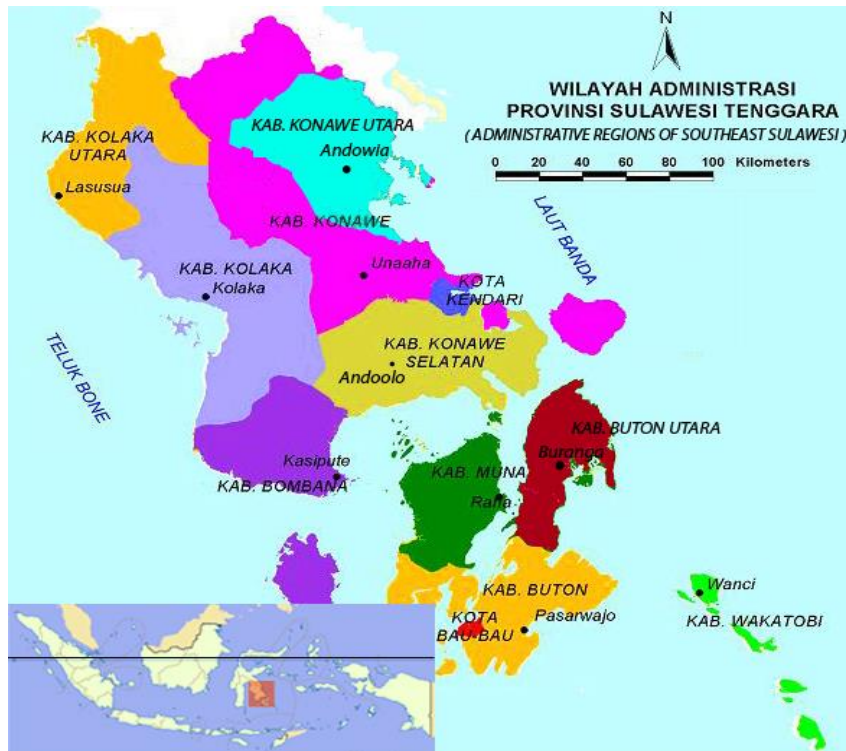 N
WILAYAH ADMINISTRASI
PROVINSI SULAWESI TENGGARA
( ADMINISTRATIVE REGIONS OF SOUTHEAST SULAWESI )
0 20 40 60 80 100 Kilometers
KAB. KONAWE UTARA
Andowia
KAB. KOLAKA
UTARA
Lasusua
KAB. KONAWE
LAUT BANDA
KAB. KOLAKA
Kolaka
Unaaha
KOTA
KENDARI
TELUK BONE
KAB. KONAWE
SELATAN
Andoolo
KAB. BUTON UTARA
Buranga
Kasipute
KAB. BOMBANA
KAB. MUNA
Raha
KAB. BUTON
Wanci
KOTA
BAU-BAU
Pasarwajo
KAB. WAKATOBI